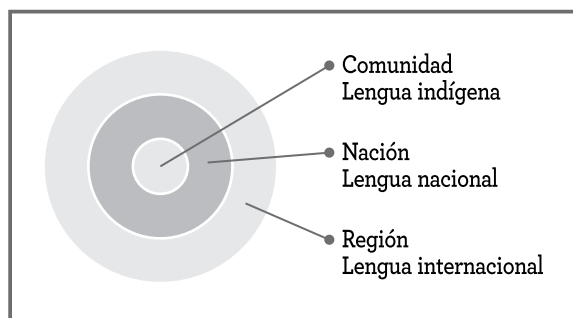 Comunidad
Lengua indígena
Nación
Lengua nacional
Región
Lengua internacional